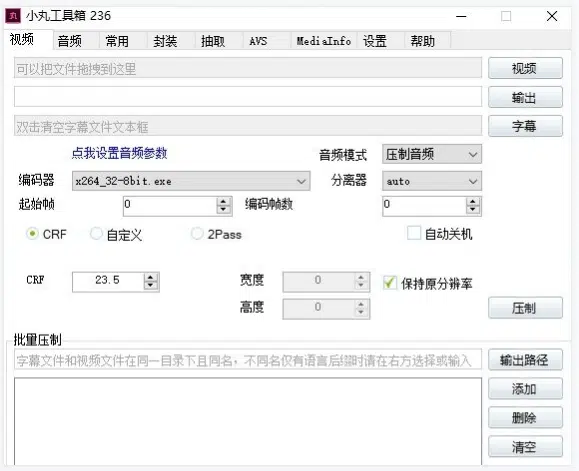 小丸工具箱 236
视频 音频 常用 封装 抽取 AVS MediaInfo 设置 帮助
可以把文件拖拽到这里 视频
输出
双击清空字幕文件文本框 字幕
点我设置音频参数 音频模式 压制音频
编码器 x264_32-8bit.exe 分离器 auto
起始帧 0 编码帧数 0
CRF 自定义 2Pass 自动关机
CRF 23.5 宽度 0 保持原分辨率
高度 0 压制
批量压制
字幕文件和视频文件在同一目录下且同名，不同名仅有语言后缀时请在右方选择或输入 输出路径
添加
删除
清空